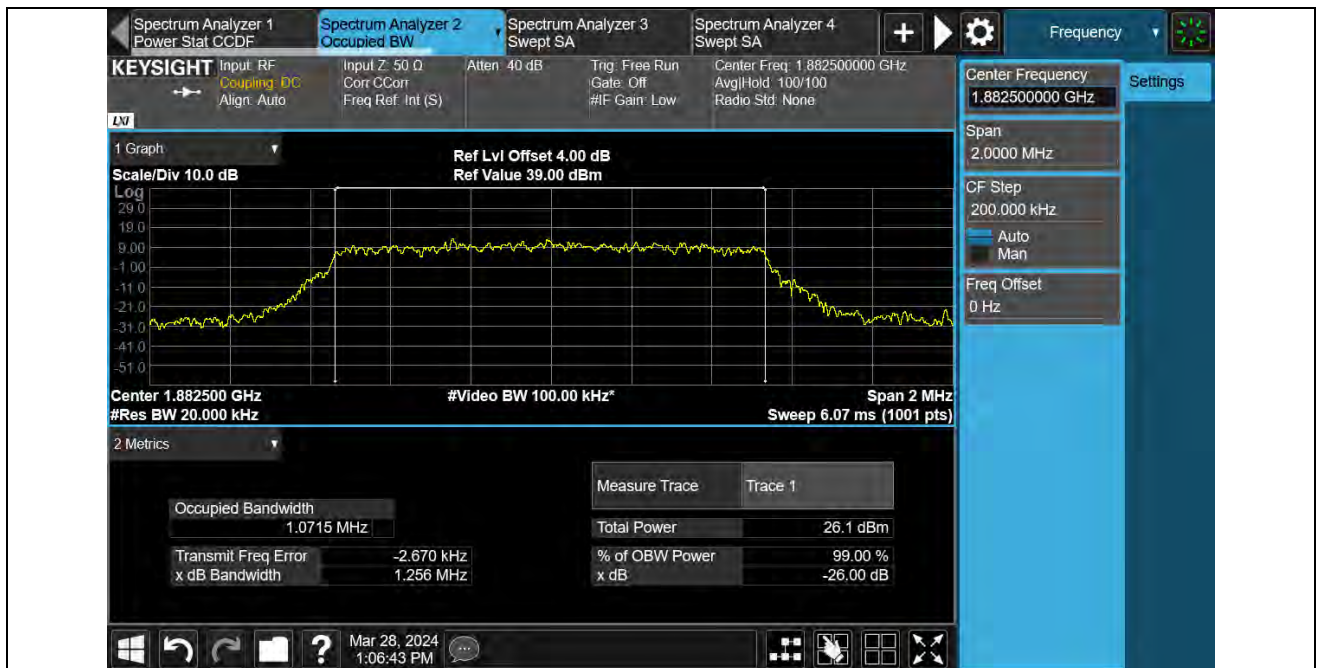 Spectrum Analyzer 1
Power Stat CCDF
Spectrum Analyzer 2
Occupied BW
Spectrum Analyzer 3
Swept SA
Spectrum Analyzer 4
Swept SA
+
Frequency
KEYSIGHT
LXI
Input: RF
Coupling: DC
Align: Auto
Input Z: 50 Ω
Corr CCorr
Freq Ref: Int (S)
Atten: 40 dB
Trig: Free Run
Gate: Off
#IF Gain: Low
Center Freq: 1.882500000 GHz
Avg|Hold: 100/100
Radio Std: None
Center Frequency
1.882500000 GHz
Settings
Span
2.0000 MHz
CF Step
200.000 kHz
Auto
Man
Freq Offset
0 Hz
1 Graph
Scale/Div 10.0 dB
Ref Lvl Offset 4.00 dB
Ref Value 39.00 dBm
Log
29.0
19.0
9.00
-1.00
-11.0
-21.0
-31.0
-41.0
-51.0
Center 1.882500 GHz
#Res BW 20.000 kHz
#Video BW 100.00 kHz*
Span 2 MHz
Sweep 6.07 ms (1001 pts)
2 Metrics
Measure Trace
Trace 1
Occupied Bandwidth
1.0715 MHz
Total Power
26.1 dBm
Transmit Freq Error
-2.670 kHz
% of OBW Power
99.00 %
x dB Bandwidth
1.256 MHz
x dB
-26.00 dB
?
Mar 28, 2024
1:06:43 PM